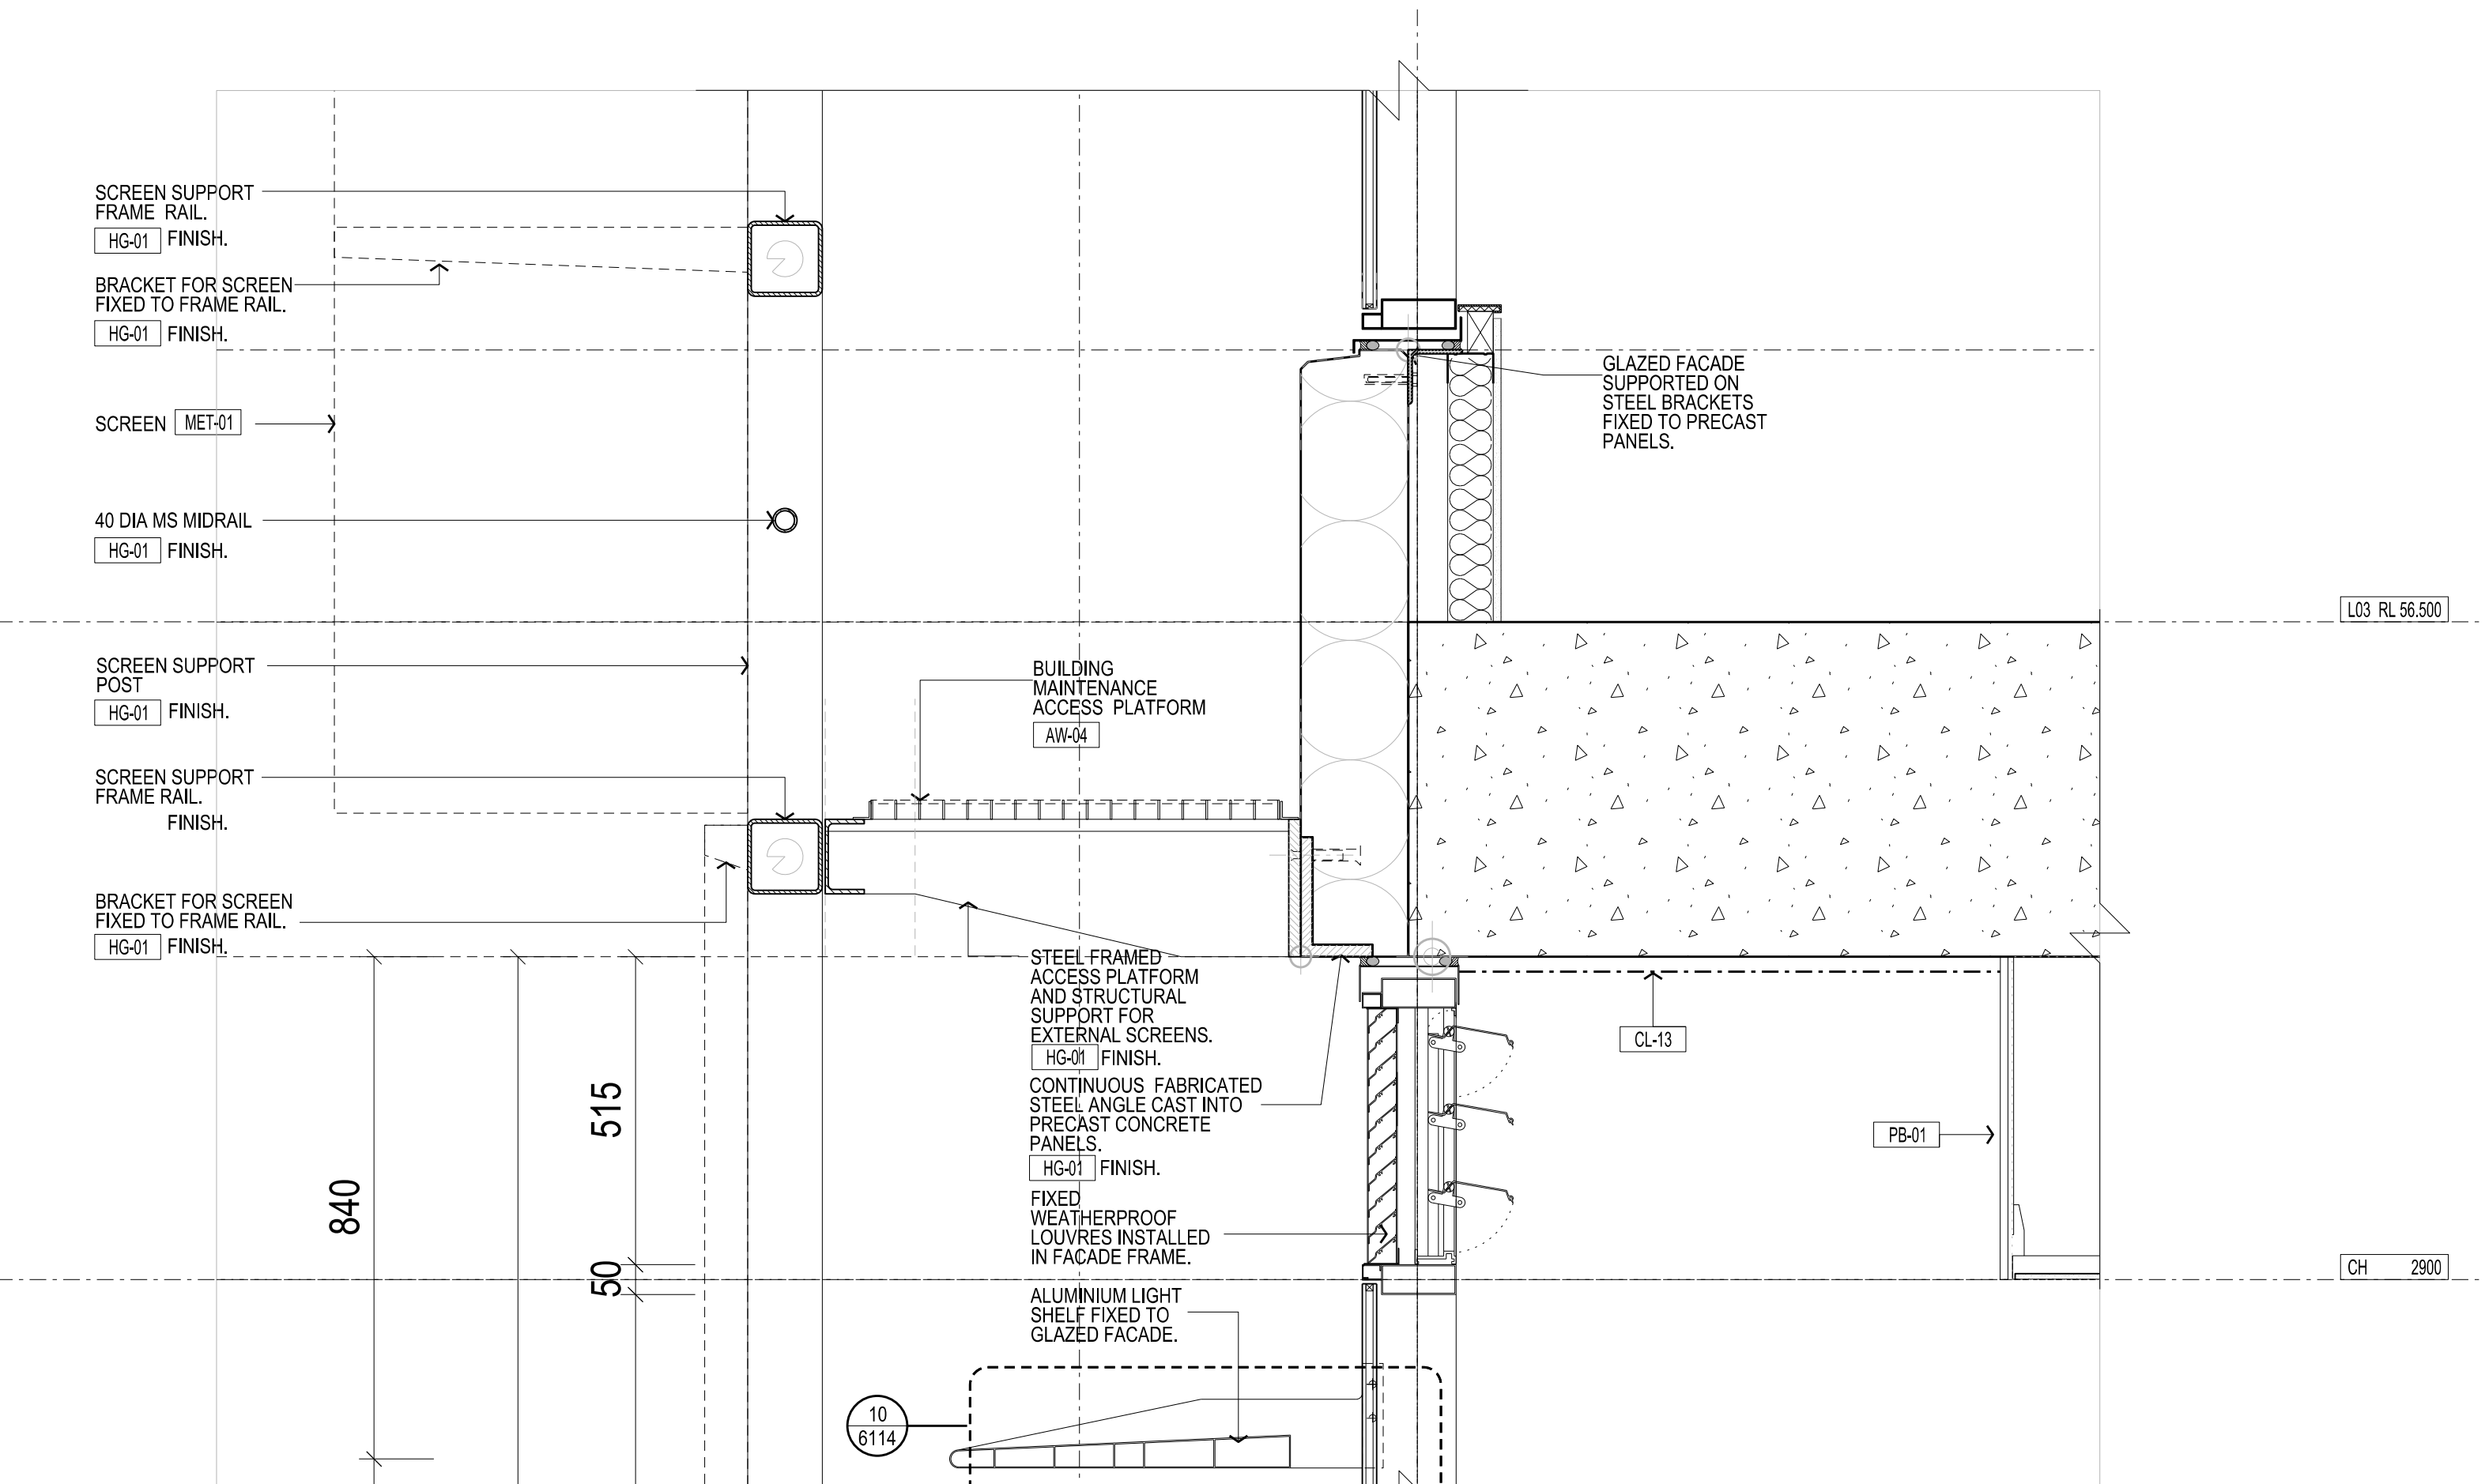 SCREEN SUPPORT
FRAME RAIL.
HG-01 FINISH.
BRACKET FOR SCREEN
FIXED TO FRAME RAIL.
HG-01 FINISH.
SCREEN MET-01
40 DIA MS MIDRAIL
HG-01 FINISH.
SCREEN SUPPORT
POST
HG-01 FINISH.
SCREEN SUPPORT
FRAME RAIL.
FINISH.
BRACKET FOR SCREEN
FIXED TO FRAME RAIL.
HG-01 FINISH.
840
515
50
BUILDING
MAINTENANCE
ACCESS PLATFORM
AW-04
STEEL FRAMED
ACCESS PLATFORM
AND STRUCTURAL
SUPPORT FOR
EXTERNAL SCREENS.
HG-01 FINISH.
CONTINUOUS FABRICATED
STEEL ANGLE CAST INTO
PRECAST CONCRETE
PANELS.
HG-01 FINISH.
FIXED
WEATHERPROOF
LOUVRES INSTALLED
IN FACADE FRAME.
ALUMINIUM LIGHT
SHELF FIXED TO
GLAZED FACADE.
10
6114
GLAZED FACADE
SUPPORTED ON
STEEL BRACKETS
FIXED TO PRECAST
PANELS.
L03 RL 56.500
CL-13
PB-01
CH 2900